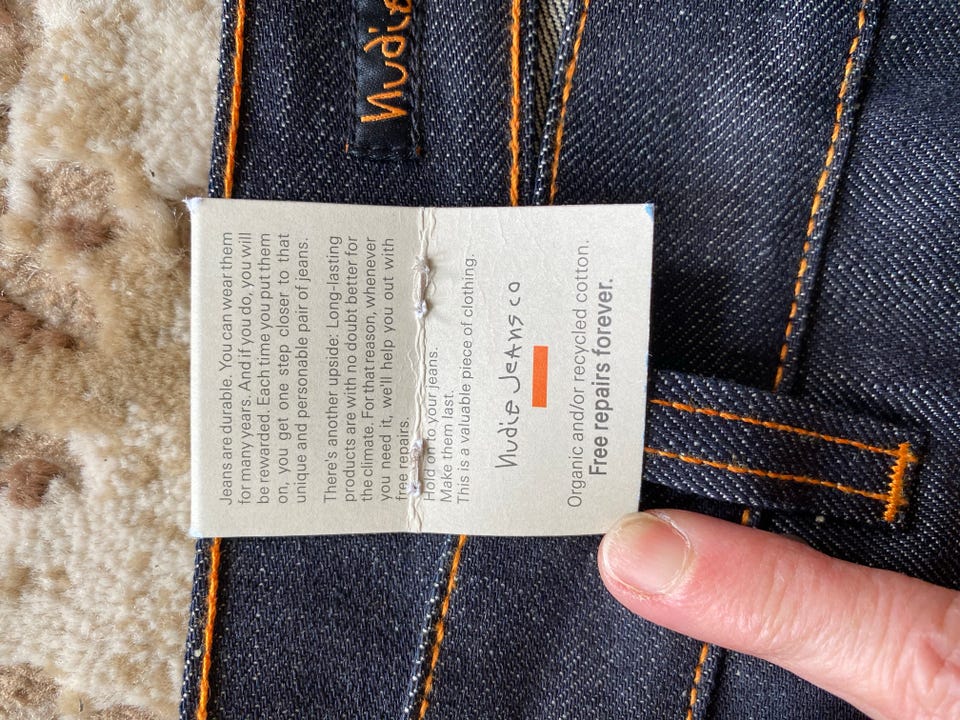 Nudie
Jeans are durable. You can wear them
for many years. And if you do, you will
be rewarded. Each time you put them
on, you get one step closer to that
unique and personable pair of jeans.
There's another upside: Long-lasting
products are with no doubt better for
the climate. For that reason, whenever
you need it, we'll help you out with
free repairs.
Hold on to your jeans.
Make them last.
This is a valuable piece of clothing.
Nudie Jeans co
Organic and/or recycled cotton.
Free repairs forever.